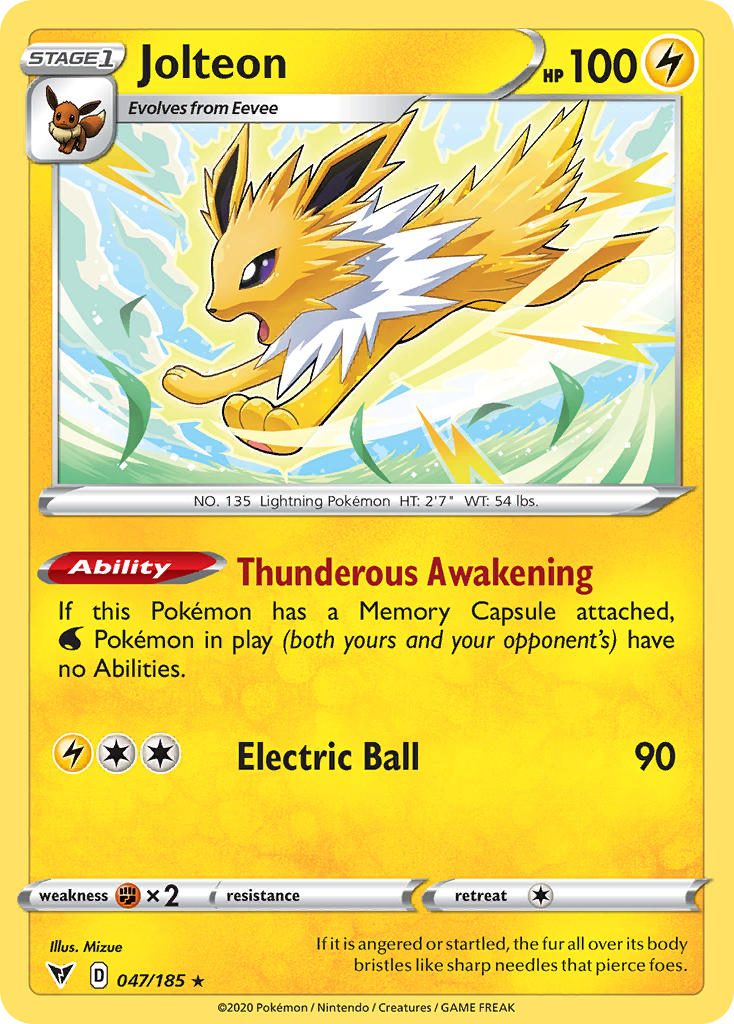 STAGE1 Jolteon HP 100
Evolves from Eevee
NO. 135 Lightning Pokémon HT: 2'7" WT: 54 lbs.
Ability Thunderous Awakening
If this Pokémon has a Memory Capsule attached,
Pokémon in play (both yours and your opponent's) have
no Abilities.
Electric Ball 90
weakness ×2 resistance retreat
Illus. Mizue
If it is angered or startled, the fur all over its body
bristles like sharp needles that pierce foes.
D 047/185 ★
©2020 Pokémon / Nintendo / Creatures / GAME FREAK